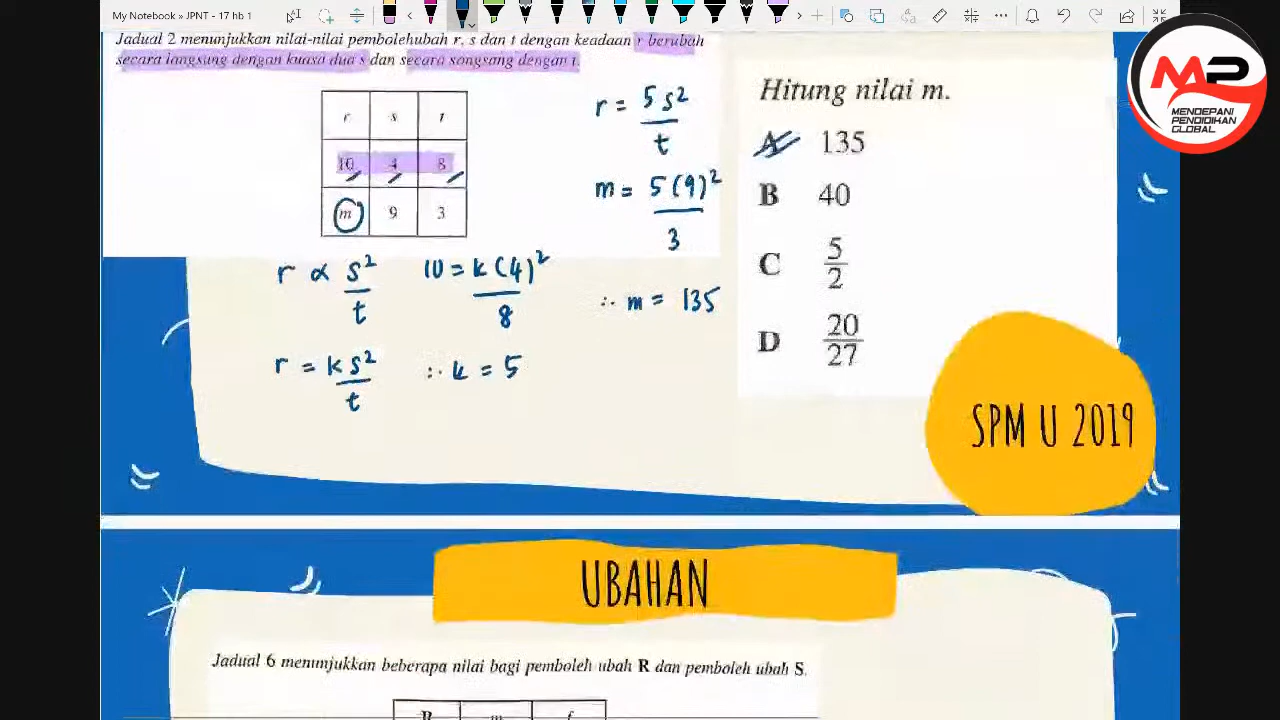 My Notebook » JPNT - 17 hb 1
Jadual 2 menunjukkan nilai-nilai pembolehubah r, s dan t dengan keadaan r berubah
secara langsung dengan kuasa dua s dan secara songsang dengan t.
r s t
10 4 8
m 9 3
r ∝ s²/t
r = ks²/t
10 = k(4)²/8
∴ k = 5
r = 5s²/t
m = 5(9)²/3
∴ m = 135
Hitung nilai m.
A 135
B 40
C 5/2
D 20/27
MP
MENDEPANI
PENDIDIKAN
GLOBAL
SPM U 2019
UBAHAN
Jadual 6 menunjukkan beberapa nilai bagi pemboleh ubah R dan pemboleh ubah S.
R m